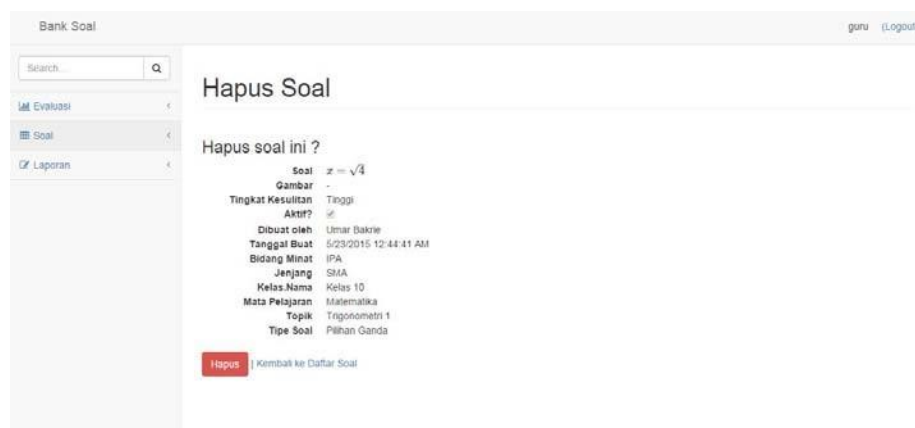 Bank Soal
guru (Logout
Search...
Evaluasi
Soal
Laporan
Hapus Soal
Hapus soal ini ?
Soal x = √4
Gambar -
Tingkat Kesulitan Tinggi
Aktif?
Dibuat oleh Umar Bakrie
Tanggal Buat 5/23/2015 12:44:41 AM
Bidang Minat IPA
Jenjang SMA
Kelas.Nama Kelas 10
Mata Pelajaran Matematika
Topik Trigonometri 1
Tipe Soal Pilihan Ganda
Hapus | Kembali ke Daftar Soal